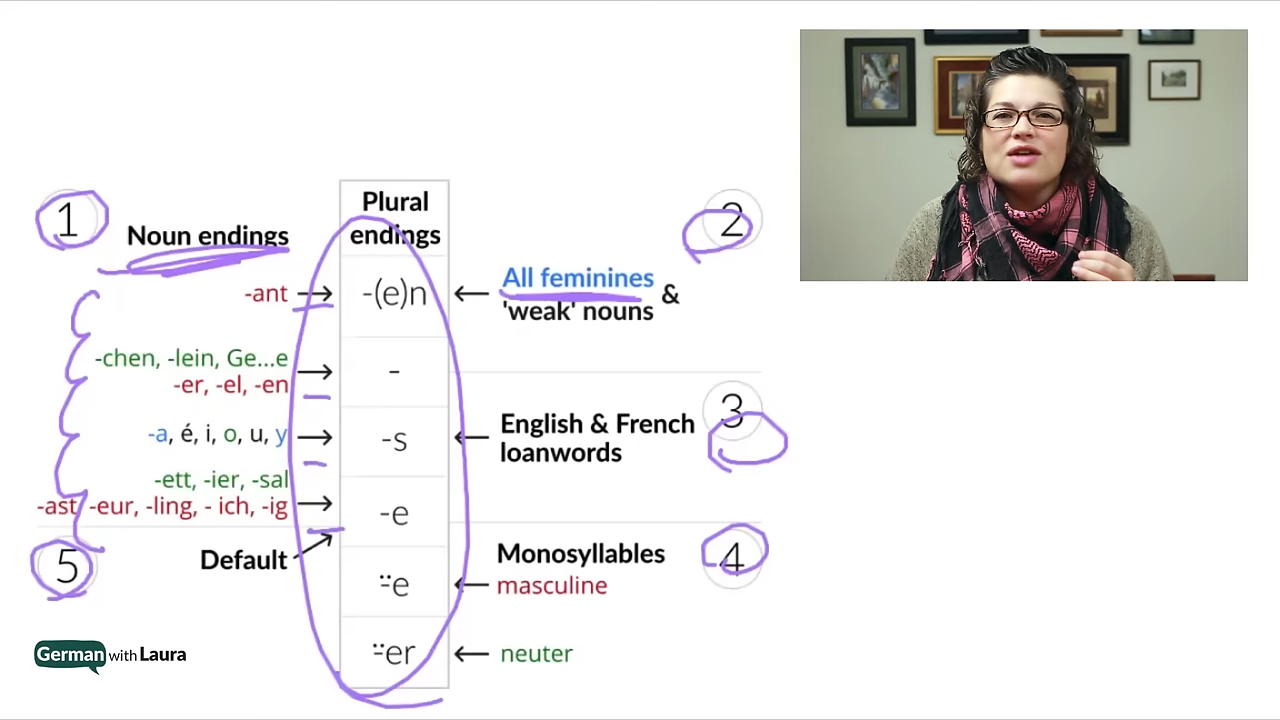 1
Noun endings
-ant
-chen, -lein, Ge...e
-er, -el, -en
-a, é, i, o, u, y
-ett, -ier, -sal
-ast, -eur, -ling, - ich, -ig
5
Default
Plural
endings
-(e)n
-
-s
-e
-̈e
-̈er
2
All feminines
&
'weak' nouns
3
English & French
loanwords
4
Monosyllables
masculine
neuter
German with Laura